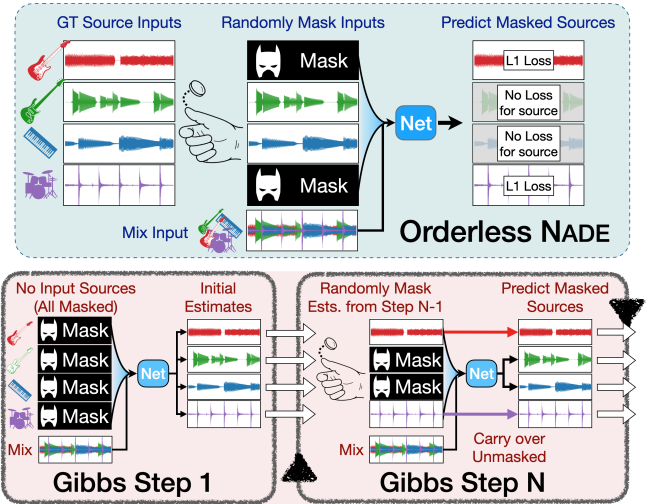 GT Source Inputs
Randomly Mask Inputs
Predict Masked Sources
Mask
L1 Loss
No Loss
for source
Net
No Loss
for source
Mask
L1 Loss
Mix Input
Orderless NADE
No Input Sources
(All Masked)
Initial
Estimates
Mask
Mask
Mask
Mask
Net
Mix
Gibbs Step 1
Randomly Mask
Ests. from Step N-1
Predict Masked
Sources
Mask
Mask
Net
Mix
Carry over
Unmasked
Gibbs Step N